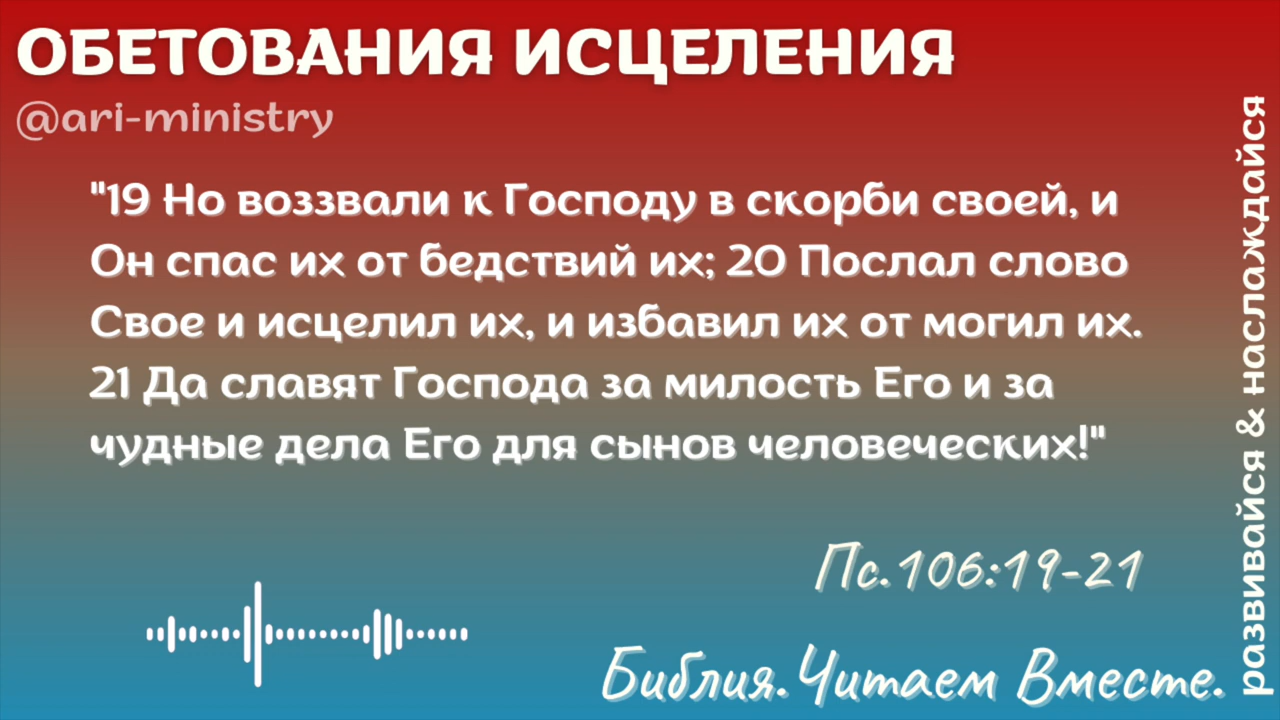 ОБЕТОВАНИЯ ИСЦЕЛЕНИЯ
@ari-ministry
"19 Но воззвали к Господу в скорби своей, и
Он спас их от бедствий их; 20 Послал слово
Свое и исцелил их, и избавил их от могил их.
21 Да славят Господа за милость Его и за
чудные дела Его для сынов человеческих!"
Пс.106:19-21
Библия.Читаем Вместе.
развивайся & наслаждайся